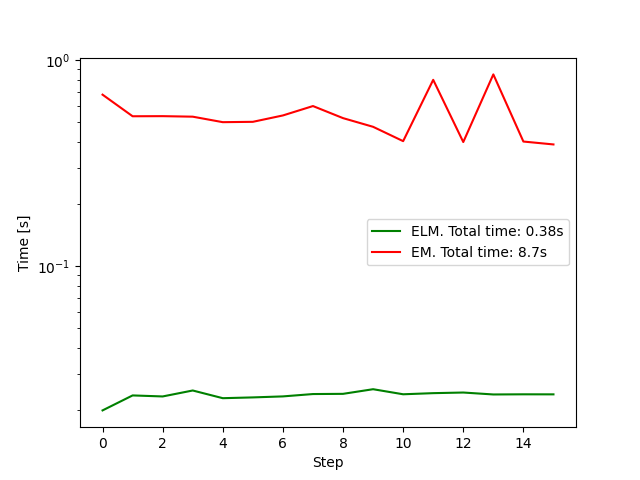 10⁰
Time [s]
ELM. Total time: 0.38s
EM. Total time: 8.7s
10⁻¹
0 2 4 6 8 10 12 14
Step